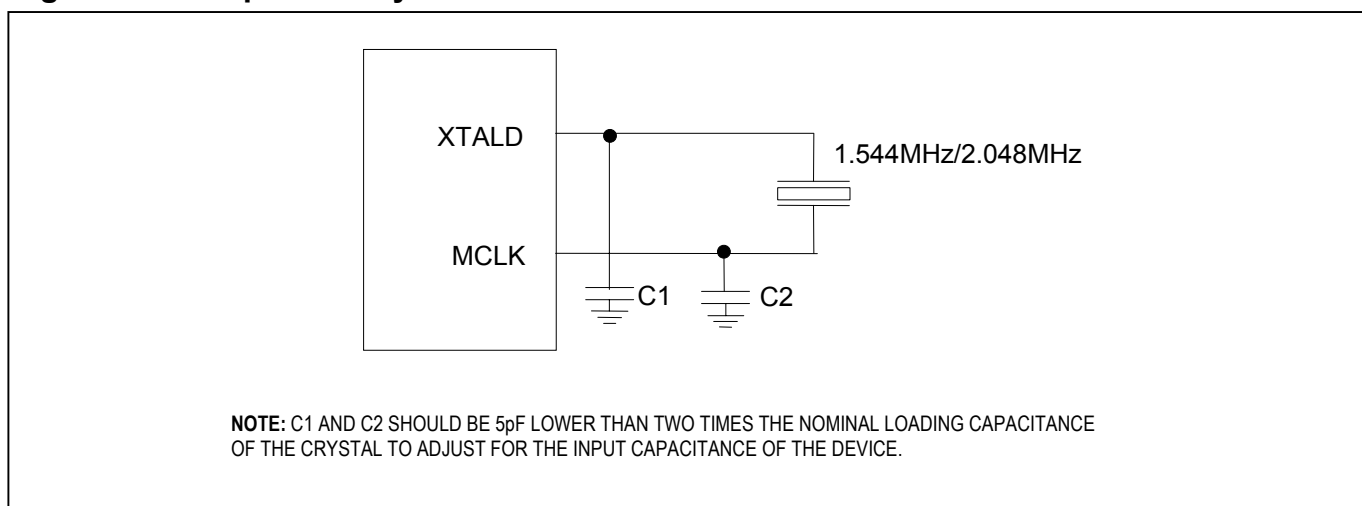 XTALD
1.544MHz/2.048MHz
MCLK
C1
C2
NOTE: C1 AND C2 SHOULD BE 5pF LOWER THAN TWO TIMES THE NOMINAL LOADING CAPACITANCE
OF THE CRYSTAL TO ADJUST FOR THE INPUT CAPACITANCE OF THE DEVICE.